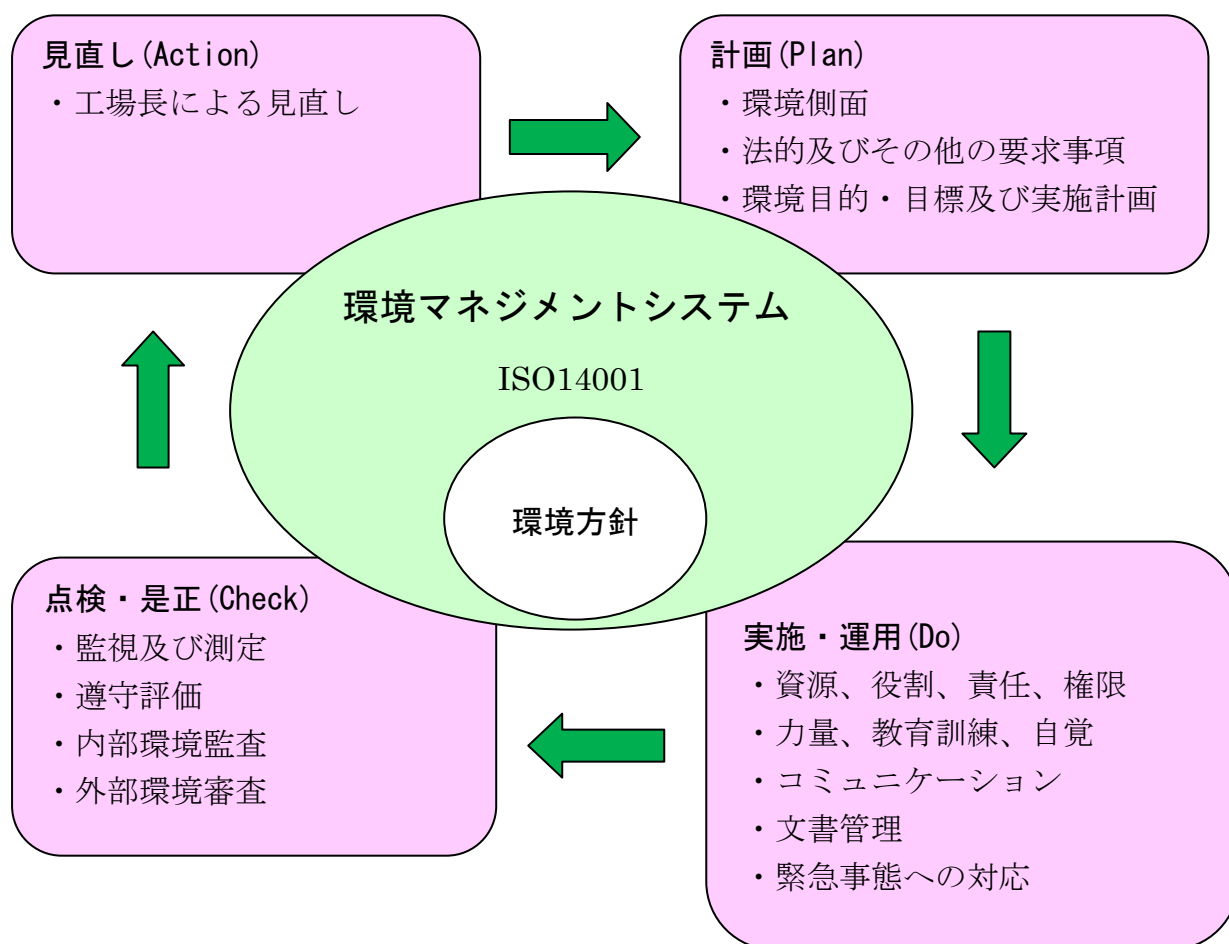 見直し(Action)
・工場長による見直し
計画(Plan)
・環境側面
・法的及びその他の要求事項
・環境目的・目標及び実施計画
環境マネジメントシステム
ISO14001
環境方針
点検・是正(Check)
・監視及び測定
・遵守評価
・内部環境監査
・外部環境審査
実施・運用(Do)
・資源、役割、責任、権限
・力量、教育訓練、自覚
・コミュニケーション
・文書管理
・緊急事態への対応